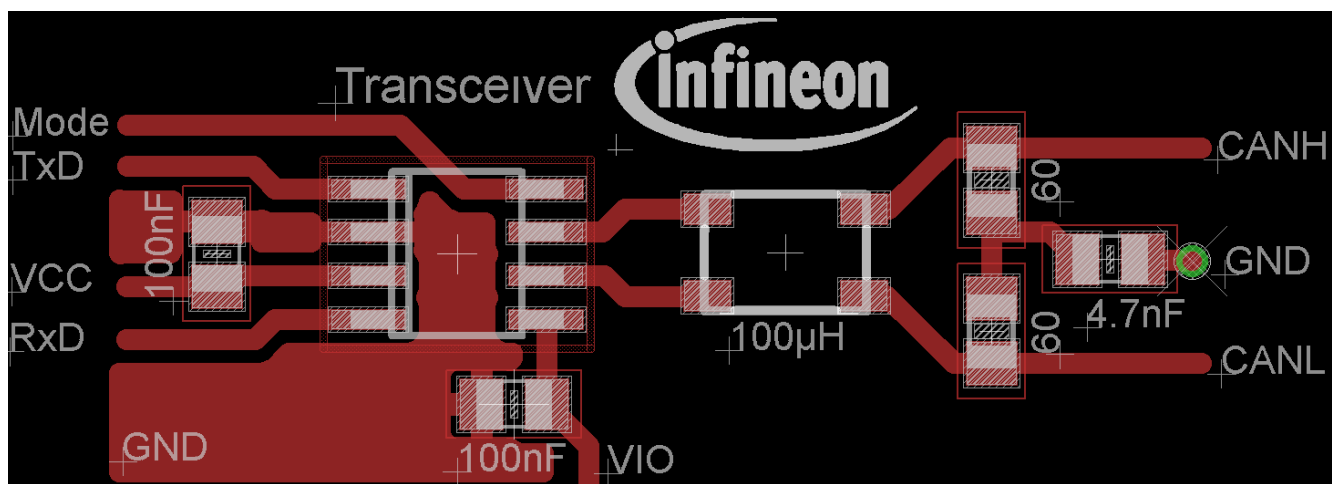 infineon
Transceiver
Mode
TxD
100nF
VCC
RxD
GND
100nF
VIO
100µH
60
60
4.7nF
CANH
GND
CANL